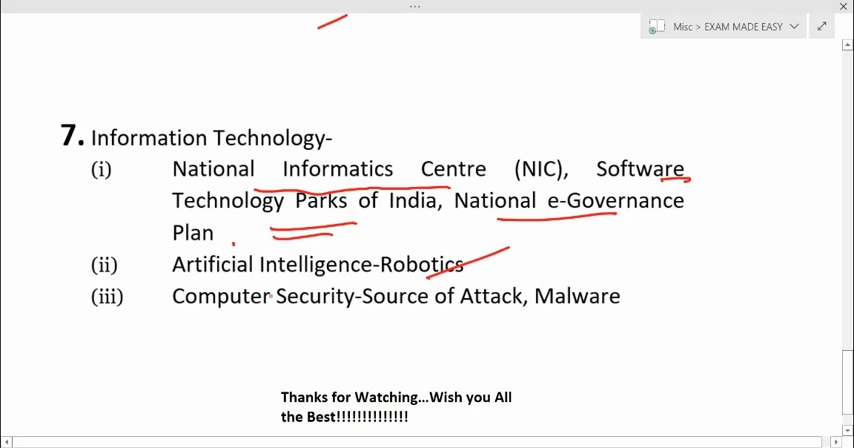 Misc > EXAM MADE EASY
7. Information Technology-
(i) National Informatics Centre (NIC), Software
Technology Parks of India, National e-Governance
Plan
(ii) Artificial Intelligence-Robotics
(iii) Computer Security-Source of Attack, Malware
Thanks for Watching...Wish you All
the Best!!!!!!!!!!!!!!